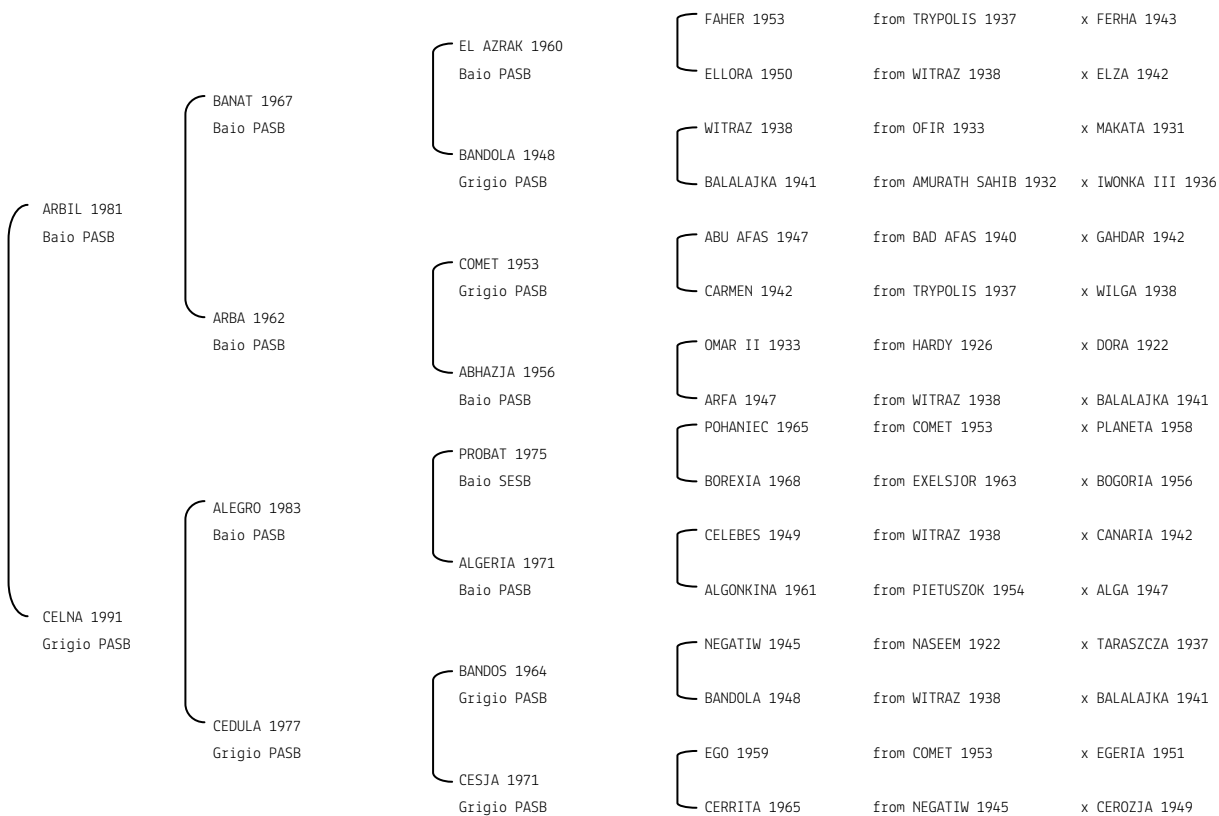 FAHER 1953 from TRYPOLIS 1937 x FERHA 1943
EL AZRAK 1960
Baio PASB
ELLORA 1950 from WITRAZ 1938 x ELZA 1942
BANAT 1967
Baio PASB
WITRAZ 1938 from OFIR 1933 x MAKATA 1931
BANDOLA 1948
Grigio PASB
BALALAJKA 1941 from AMURATH SAHIB 1932 x IWONKA III 1936
ARBIL 1981
Baio PASB
ABU AFAS 1947 from BAD AFAS 1940 x GAHDAR 1942
COMET 1953
Grigio PASB
CARMEN 1942 from TRYPOLIS 1937 x WILGA 1938
ARBA 1962
Baio PASB
OMAR II 1933 from HARDY 1926 x DORA 1922
ABHAZJA 1956
Baio PASB
ARFA 1947 from WITRAZ 1938 x BALALAJKA 1941
POHANIEC 1965 from COMET 1953 x PLANETA 1958
PROBAT 1975
Baio SESB
BOREXIA 1968 from EXELSJOR 1963 x BOGORIA 1956
ALEGRO 1983
Baio PASB
CELEBES 1949 from WITRAZ 1938 x CANARIA 1942
ALGERIA 1971
Baio PASB
ALGONKINA 1961 from PIETUSZOK 1954 x ALGA 1947
CELNA 1991
Grigio PASB
NEGATIW 1945 from NASEEM 1922 x TARASZCZA 1937
BANDOS 1964
Grigio PASB
BANDOLA 1948 from WITRAZ 1938 x BALALAJKA 1941
CEDULA 1977
Grigio PASB
EGO 1959 from COMET 1953 x EGERIA 1951
CESJA 1971
Grigio PASB
CERRITA 1965 from NEGATIW 1945 x CEROZJA 1949